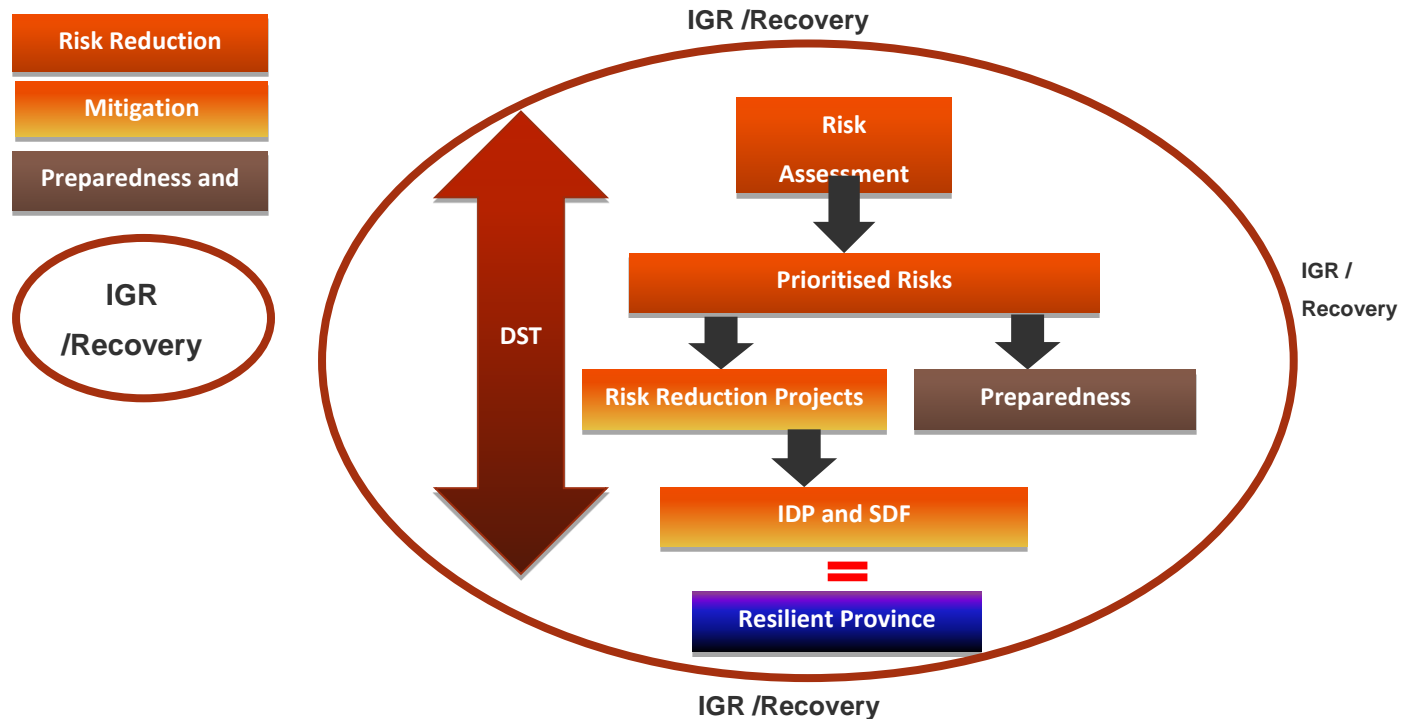 Risk Reduction
Mitigation
Preparedness and
IGR
/Recovery
IGR /Recovery
Risk
Assessment
Prioritised Risks
DST
Risk Reduction Projects
Preparedness
IDP and SDF
=
Resilient Province
IGR /
Recovery
IGR /Recovery